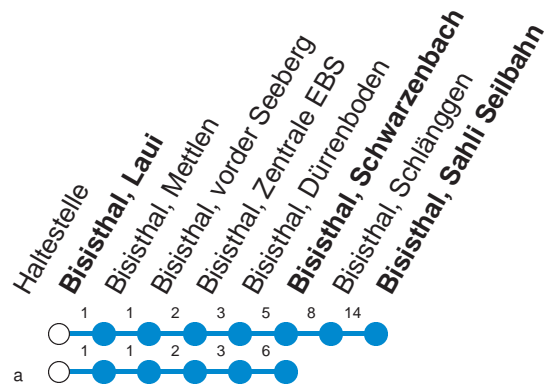 Haltestelle
Bisisthal, Laui
Bisisthal, Mettlen
Bisisthal, vorder Seeberg
Bisisthal, Zentrale EBS
Bisisthal, Dürrenboden
Bisisthal, Schwarzenbach
Bisisthal, Schlänggen
Bisisthal, Sahli Seilbahn
1 1 2 3 5 8 14
a 1 1 2 3 6